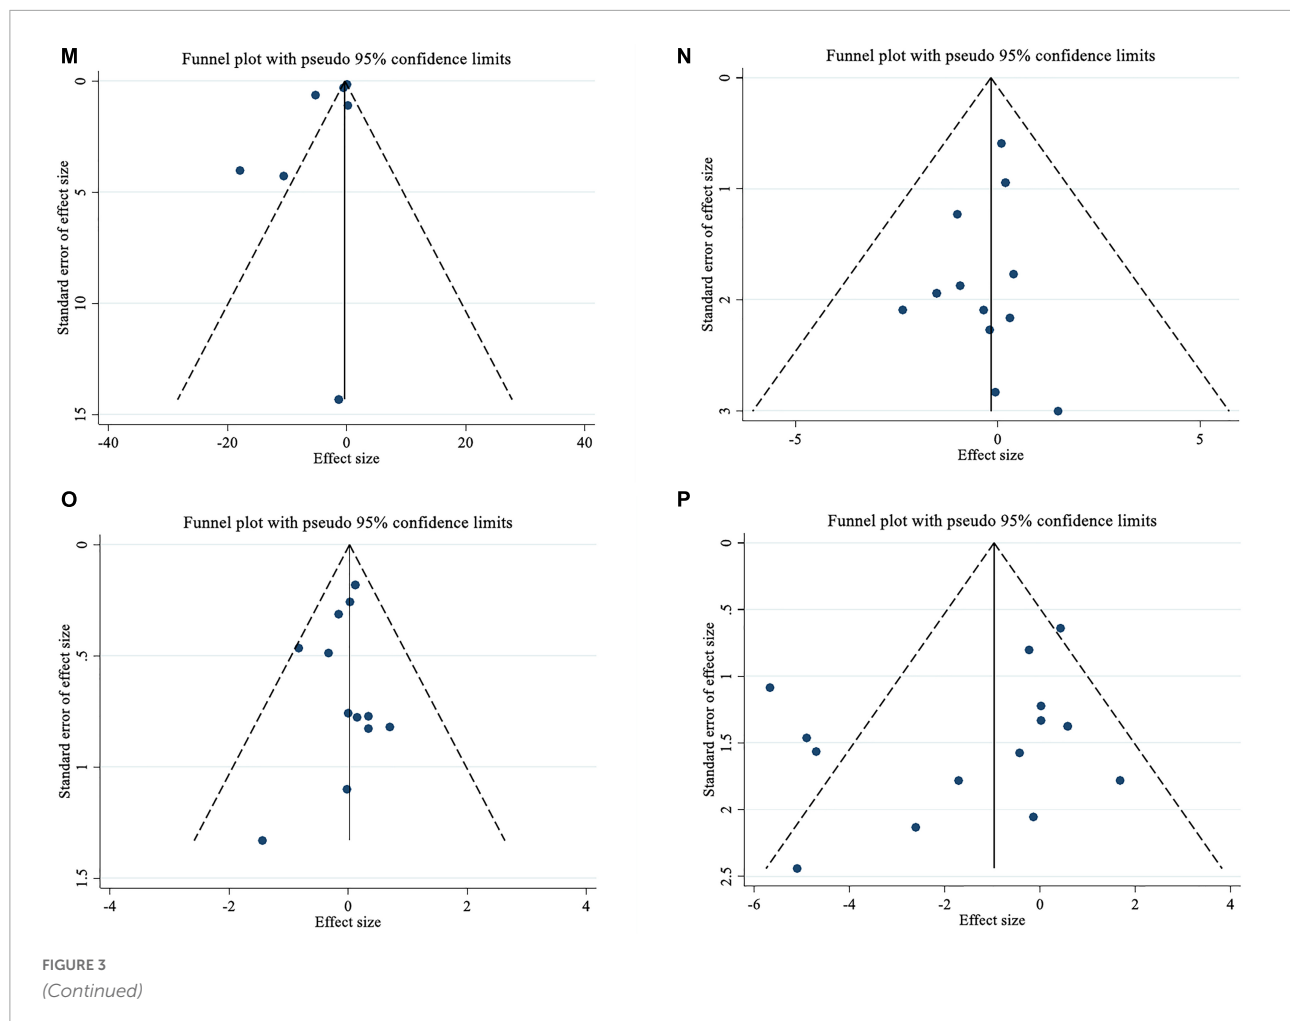 M
Funnel plot with pseudo 95% confidence limits
Standard error of effect size
0
5
10
15
-40 -20 0 20 40
Effect size
N
Funnel plot with pseudo 95% confidence limits
Standard error of effect size
0
1
2
3
-5 0 5
Effect size
O
Funnel plot with pseudo 95% confidence limits
Standard error of effect size
0
.5
1
1.5
-4 -2 0 2 4
Effect size
P
Funnel plot with pseudo 95% confidence limits
Standard error of effect size
0
.5
1
1.5
2
2.5
-6 -4 -2 0 2 4
Effect size
FIGURE 3
(Continued)